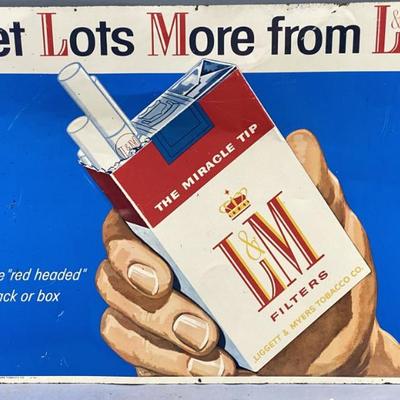 et Lots More from L&
THE MIRACLE TIP
L&M
L&M
FILTERS
LIGGETT & MYERS TOBACCO CO.
e "red headed"
ack or box